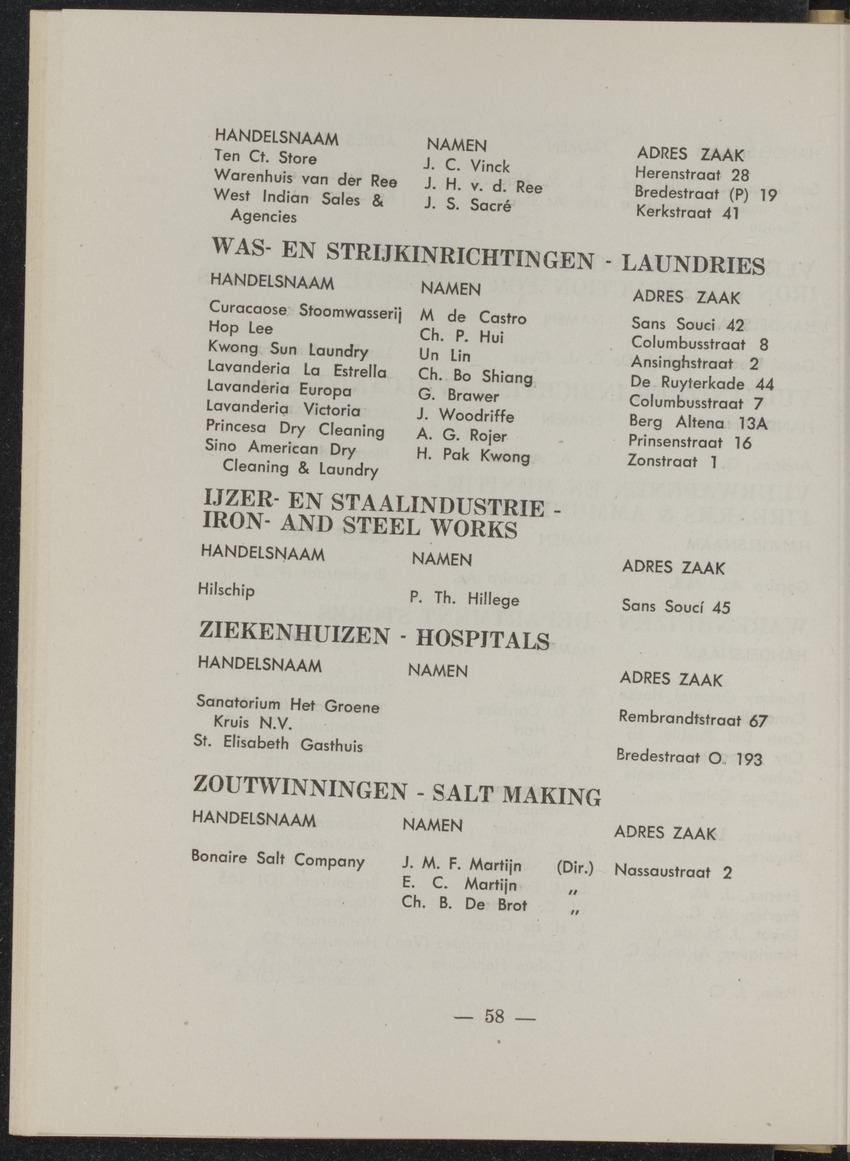 HANDELSNAAM NAMEN ADRES ZAAK
Ten Ct. Store J. C. Vinck Herenstraat 28
Warenhuis van der Ree J. H. v. d. Ree Bredestraat (P) 19
West Indian Sales & J. S. Sacré Kerkstraat 41
Agencies
WAS- EN STRIJKINRICHTINGEN - LAUNDRIES
HANDELSNAAM NAMEN ADRES ZAAK
Curacaose Stoomwasserij M de Castro Sans Souci 42
Hop Lee Ch. P. Hui Columbusstraat 8
Kwong Sun Laundry Un Lin Ansinghstraat 2
Lavanderia La Estrella Ch. Bo Shiang De Ruyterkade 44
Lavanderia Europa G. Brawer Columbusstraat 7
Lavanderia Victoria J. Woodriffe Berg Altena 13A
Princesa Dry Cleaning A. G. Rojer Prinsenstraat 16
Sino American Dry H. Pak Kwong Zonstraat 1
Cleaning & Laundry
IJZER- EN STAALINDUSTRIE -
IRON- AND STEEL WORKS
HANDELSNAAM NAMEN ADRES ZAAK
Hilschip P. Th. Hillege Sans Soucí 45
ZIEKENHUIZEN - HOSPITALS
HANDELSNAAM NAMEN ADRES ZAAK
Sanatorium Het Groene Rembrandtstraat 67
Kruis N.V.
St. Elisabeth Gasthuis Bredestraat O. 193
ZOUTWINNINGEN - SALT MAKING
HANDELSNAAM NAMEN ADRES ZAAK
Bonaire Salt Company J. M. F. Martijn (Dir.) Nassaustraat 2
E. C. Martijn „
Ch. B. De Brot „
— 58 —